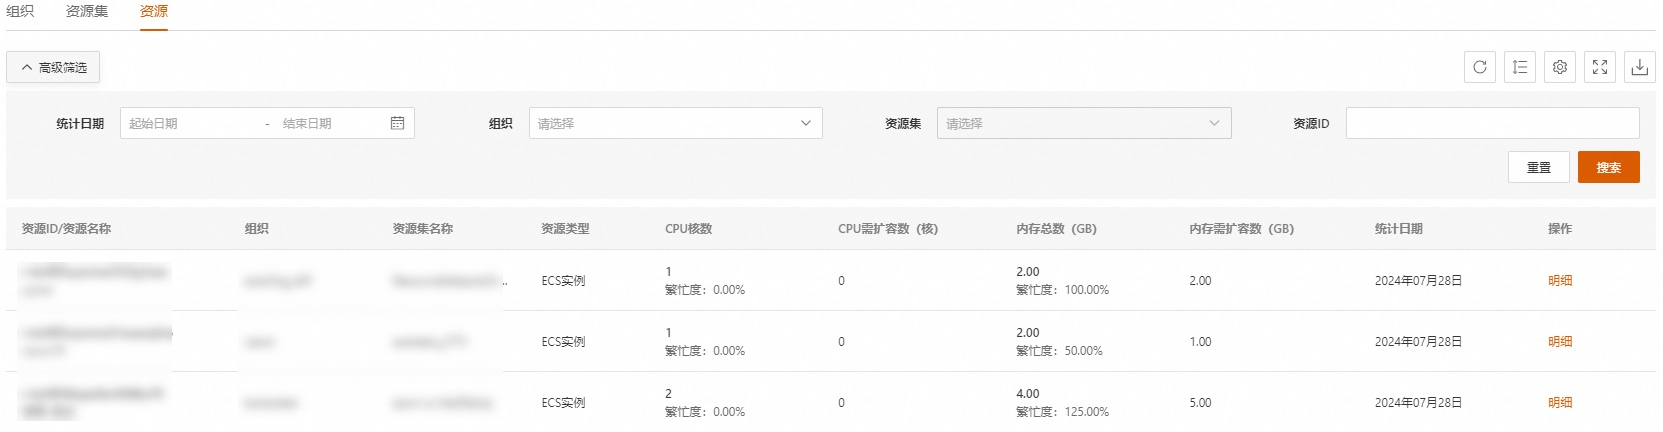 组织 资源集 资源
高级筛选
统计日期 起始日期 - 结束日期 组织 请选择 资源集 请选择 资源ID
重置 搜索
资源ID/资源名称 组织 资源集名称 资源类型 CPU核数 CPU需扩容数（核） 内存总数（GB） 内存需扩容数（GB） 统计日期 操作
1 2.00
ECS实例 0 2.00 2024年07月28日 明细
繁忙度：0.00% 繁忙度：100.00%
1 2.00
ECS实例 0 1.00 2024年07月28日 明细
繁忙度：0.00% 繁忙度：50.00%
2 4.00
ECS实例 0 5.00 2024年07月28日 明细
繁忙度：0.00% 繁忙度：125.00%